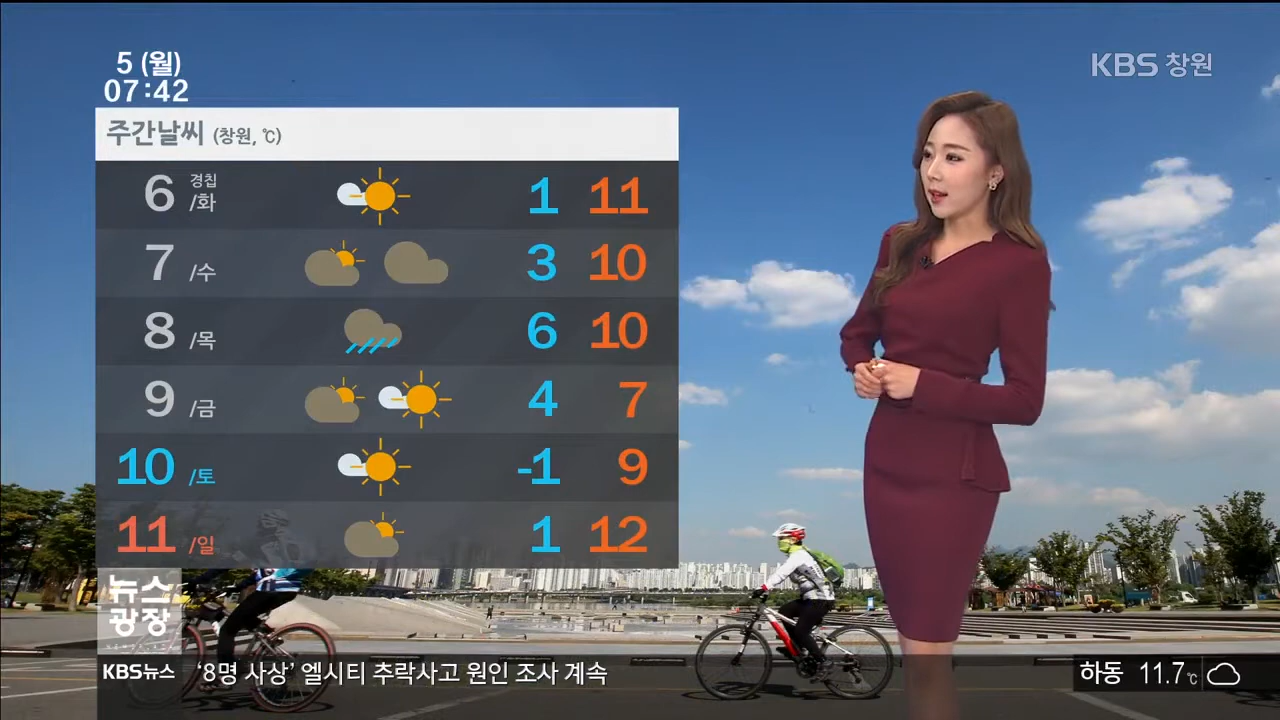 5 (월)
07:42
KBS 창원
주간날씨 (창원, ℃)
6 경칩/화 1 11
7 /수 3 10
8 /목 6 10
9 /금 4 7
10 /토 -1 9
11 /일 1 12
뉴스
광장
KBS뉴스 ‘8명 사상’ 엘시티 추락사고 원인 조사 계속
하동 11.7℃